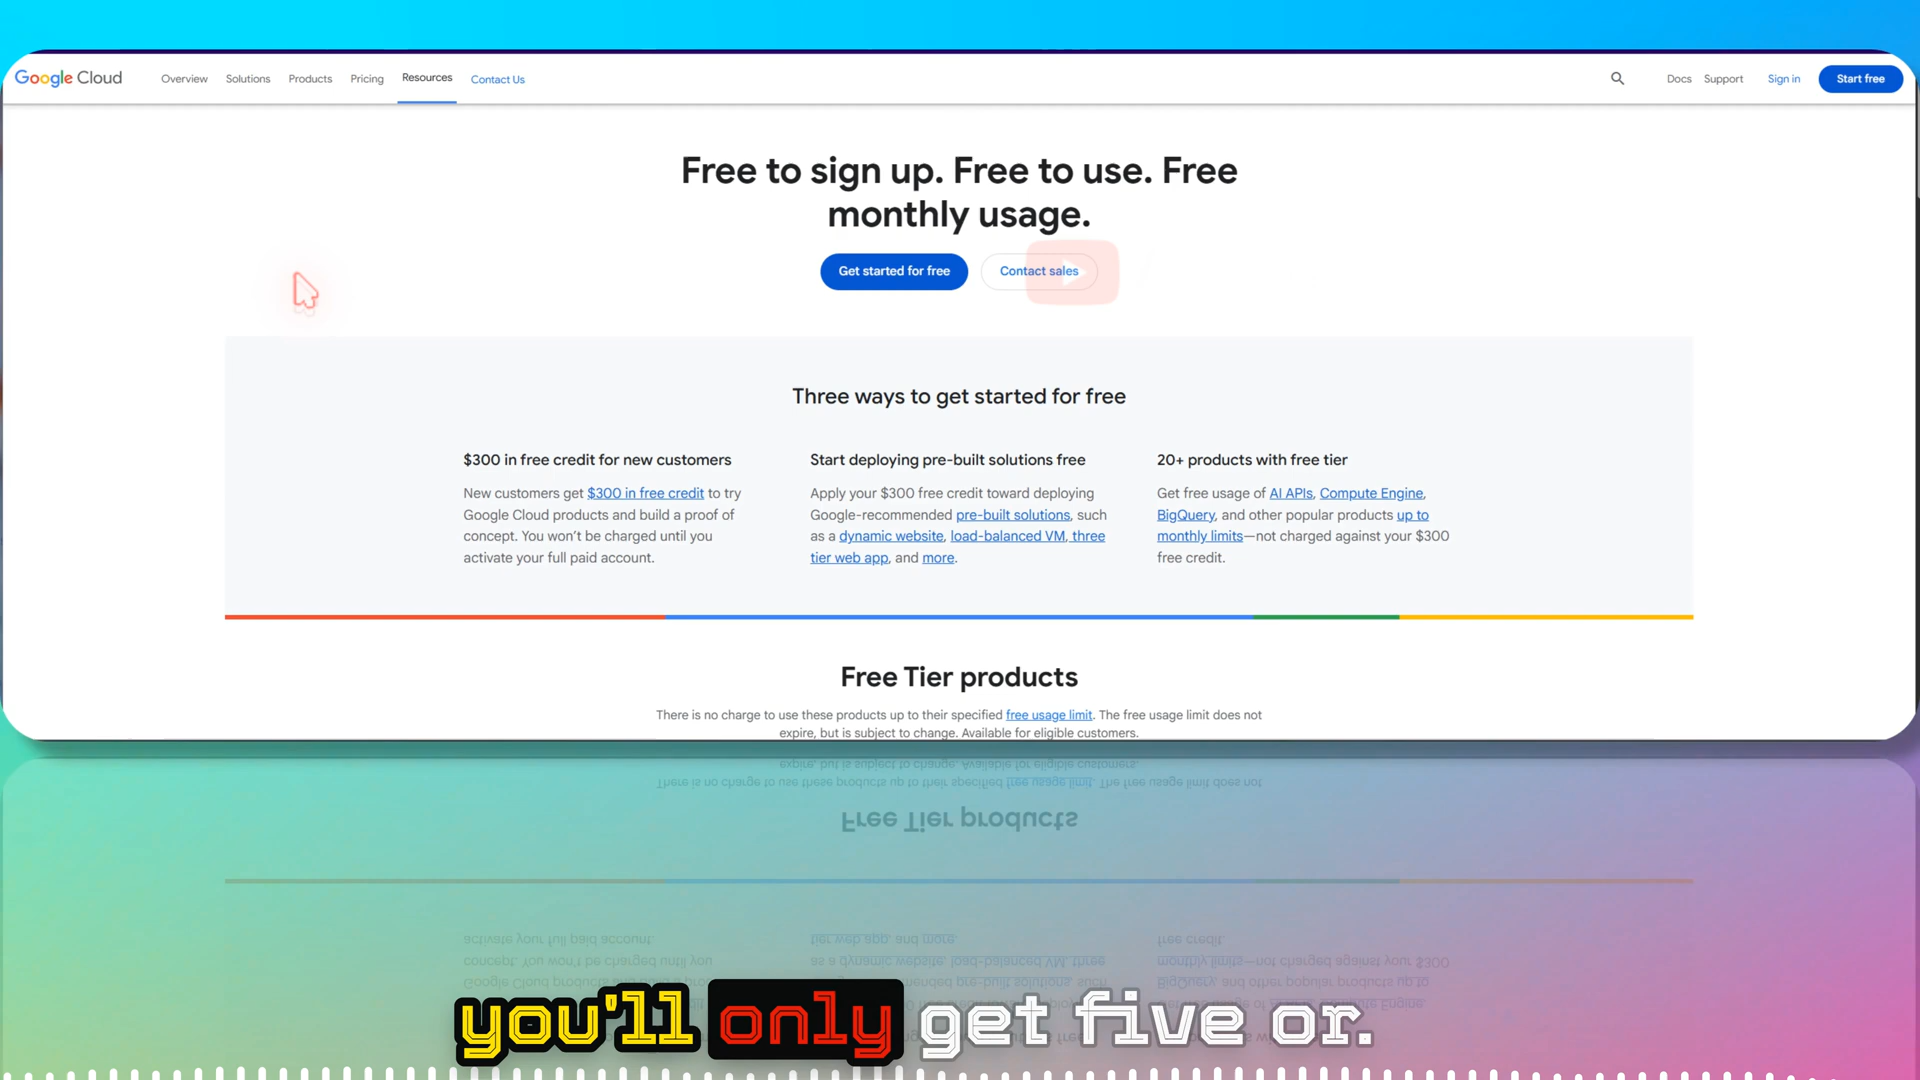 Google Cloud
Overview
Solutions
Products
Pricing
Resources
Contact Us
Docs
Support
Sign in
Start free
Free to sign up. Free to use. Free
monthly usage.
Get started for free
Contact sales
Three ways to get started for free
$300 in free credit for new customers
New customers get $300 in free credit to try
Google Cloud products and build a proof of
concept. You won't be charged until you
activate your full paid account.
Start deploying pre-built solutions free
Apply your $300 free credit toward deploying
Google-recommended pre-built solutions, such
as a dynamic website, load-balanced VM, three
tier web app, and more.
20+ products with free tier
Get free usage of AI APIs, Compute Engine,
BigQuery, and other popular products up to
monthly limits—not charged against your $300
free credit.
Free Tier products
There is no charge to use these products up to their specified free usage limit. The free usage limit does not
expire, but is subject to change. Available for eligible customers.
you'll only get five or.